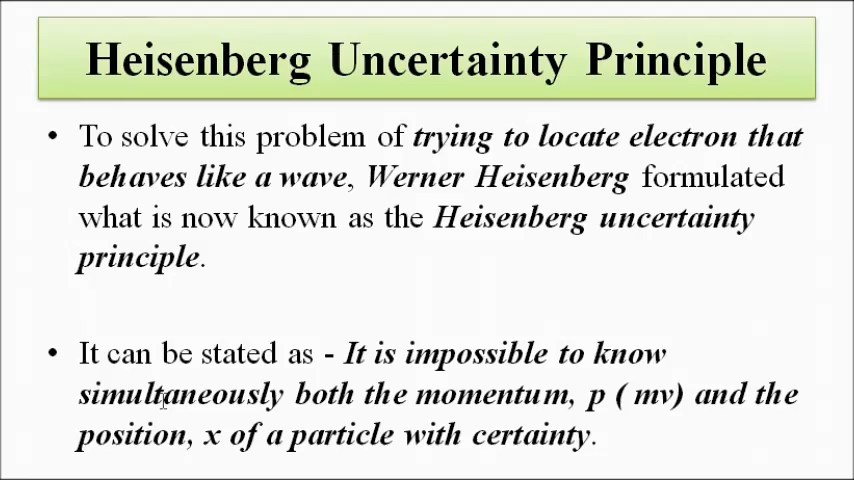 Heisenberg Uncertainty Principle
• To solve this problem of trying to locate electron that
behaves like a wave, Werner Heisenberg formulated
what is now known as the Heisenberg uncertainty
principle.
• It can be stated as - It is impossible to know
simultaneously both the momentum, p ( mv) and the
position, x of a particle with certainty.